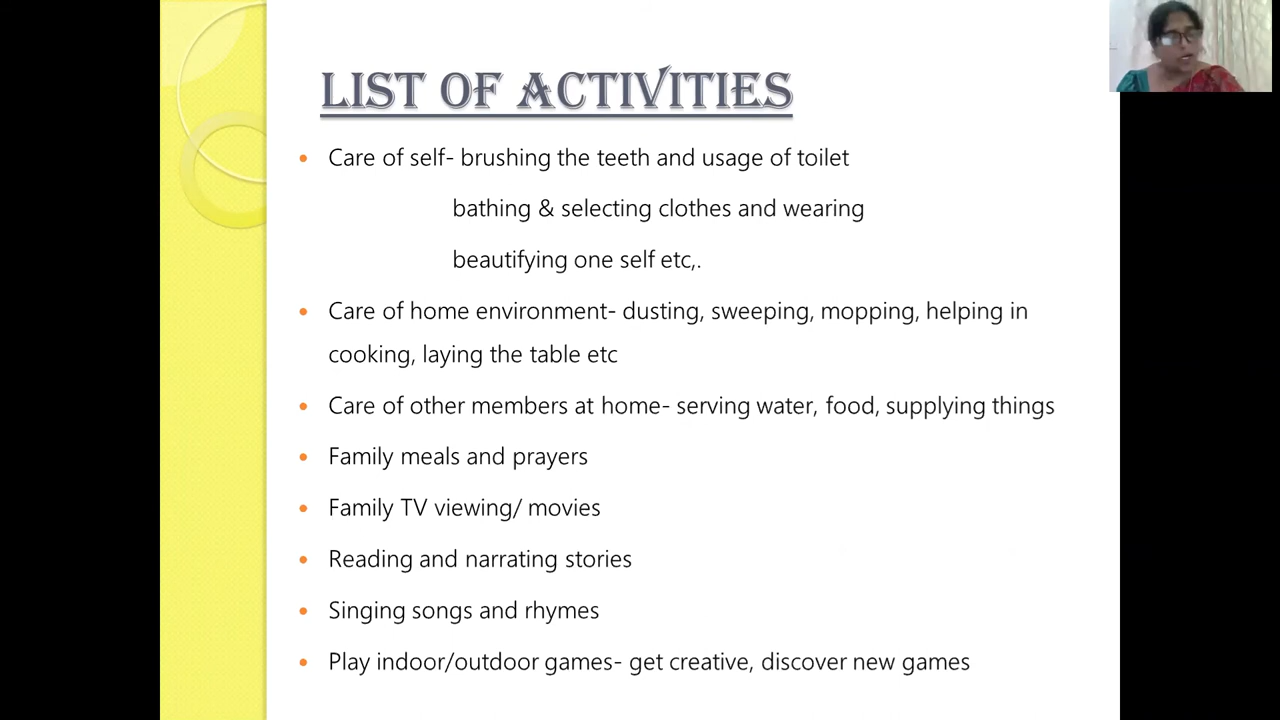 LIST OF ACTIVITIES
• Care of self- brushing the teeth and usage of toilet
bathing & selecting clothes and wearing
beautifying one self etc,.
• Care of home environment- dusting, sweeping, mopping, helping in
cooking, laying the table etc
• Care of other members at home- serving water, food, supplying things
• Family meals and prayers
• Family TV viewing/ movies
• Reading and narrating stories
• Singing songs and rhymes
• Play indoor/outdoor games- get creative, discover new games